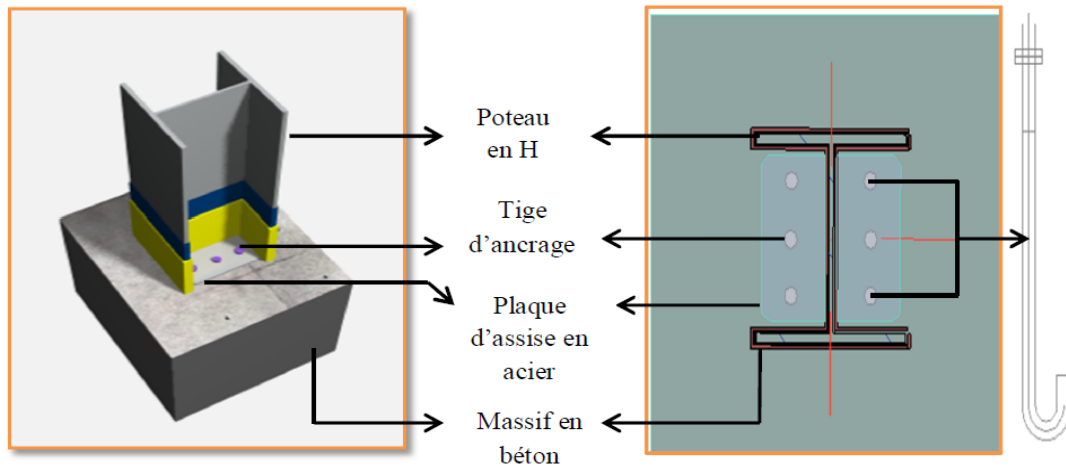 Poteau
en H
Tige
d’ancrage
Plaque
d’assise en
acier
Massif en
béton